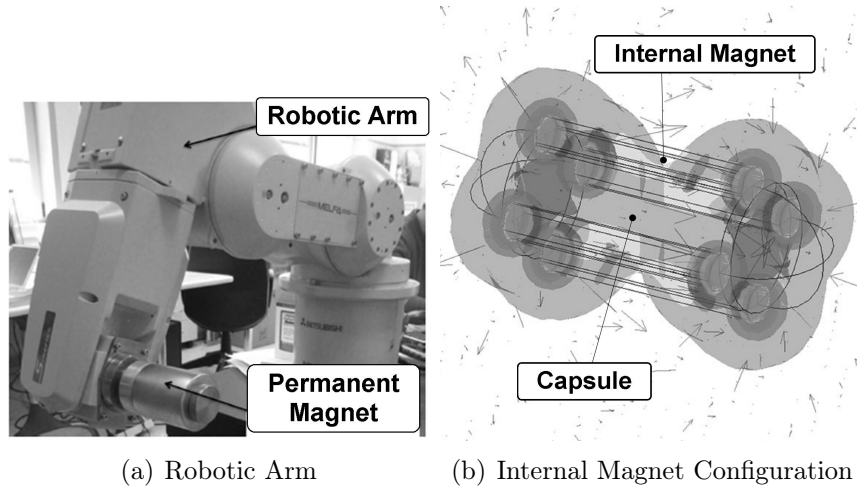 Robotic Arm
MELFA
MITSUBISHI
Permanent
Magnet
Internal Magnet
Capsule
(a) Robotic Arm
(b) Internal Magnet Configuration